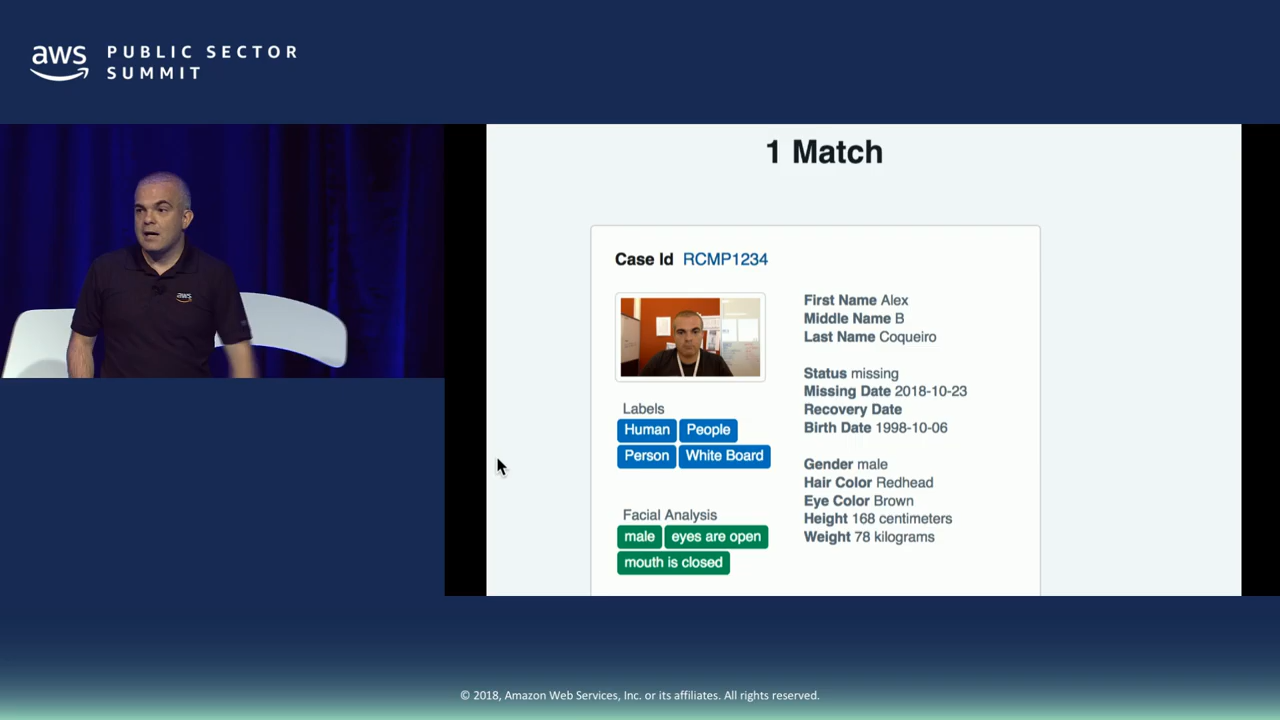 aws PUBLIC SECTOR
SUMMIT
aws
1 Match
Case Id RCMP1234
First Name Alex
Middle Name B
Last Name Coqueiro
Status missing
Missing Date 2018-10-23
Recovery Date
Birth Date 1998-10-06
Gender male
Hair Color Redhead
Eye Color Brown
Height 168 centimeters
Weight 78 kilograms
Labels
Human People
Person White Board
Facial Analysis
male eyes are open
mouth is closed
© 2018, Amazon Web Services, Inc. or its affiliates. All rights reserved.